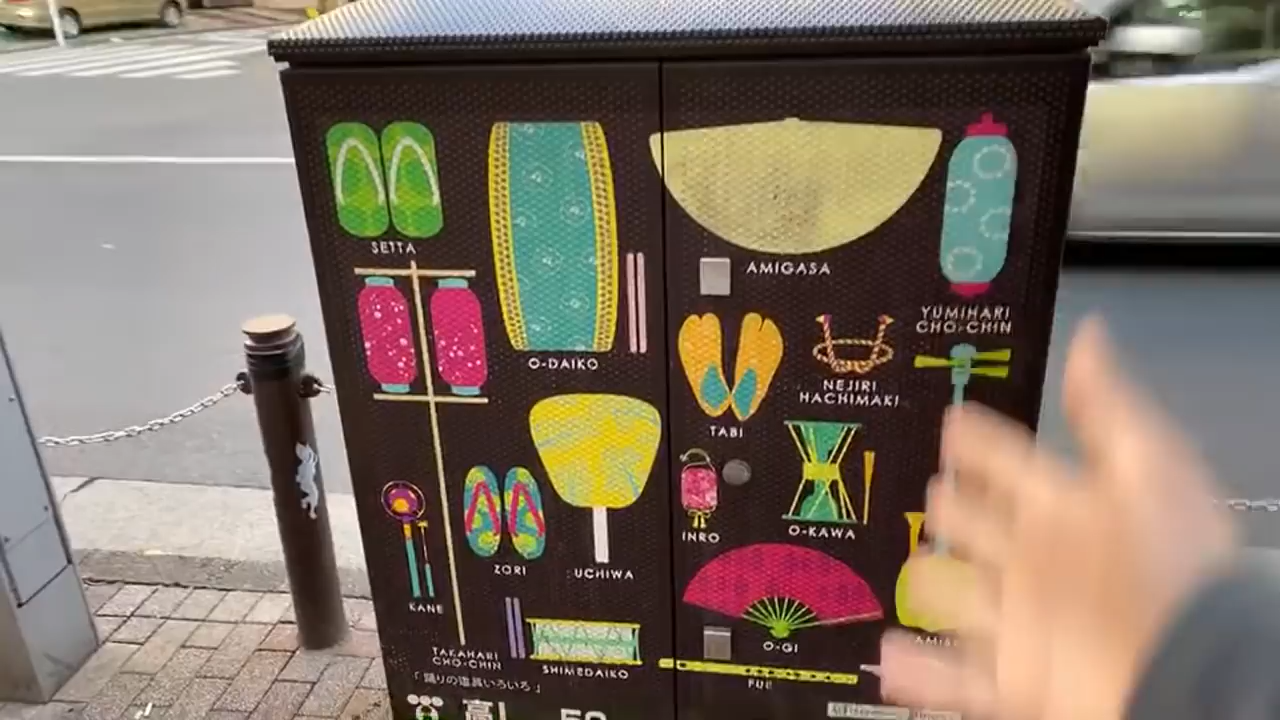 SETTA
O-DAIKO
AMIGASA
YUMIHARI
CHO-CHIN
TABI
NEJIRI
HACHIMAKI
INRO
O-KAWA
ZORI
UCHIWA
KANE
TAKAHARI
CHO-CHIN
SHIMEDAIKO
O-GI
「踊りの道具いろいろ」